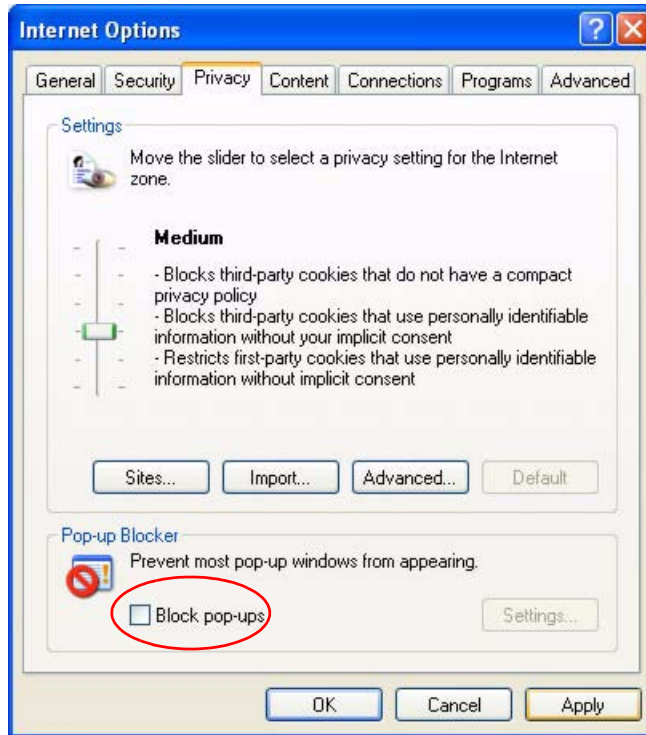 Internet Options
General Security Privacy Content Connections Programs Advanced
Settings
Move the slider to select a privacy setting for the Internet
zone.
Medium
- Blocks third-party cookies that do not have a compact
privacy policy
- Blocks third-party cookies that use personally identifiable
information without your implicit consent
- Restricts first-party cookies that use personally identifiable
information without implicit consent
Sites... Import... Advanced... Default
Pop-up Blocker
Prevent most pop-up windows from appearing.
Block pop-ups Settings...
OK Cancel Apply